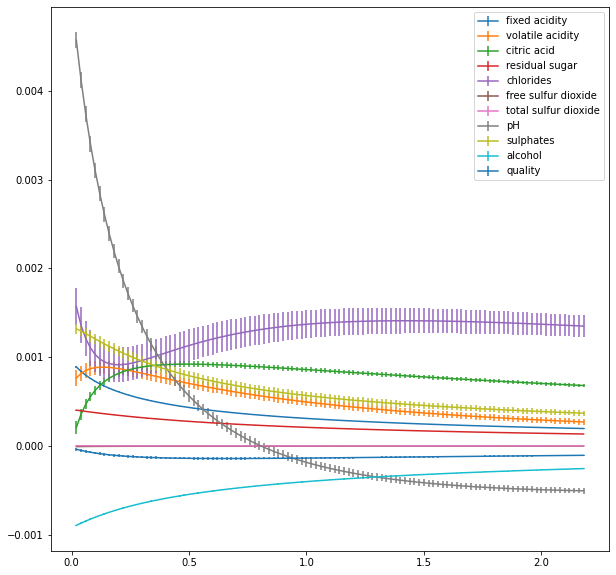 fixed acidity
volatile acidity
citric acid
residual sugar
chlorides
free sulfur dioxide
total sulfur dioxide
pH
sulphates
alcohol
quality
0.004
0.003
0.002
0.001
0.000
−0.001
0.0 0.5 1.0 1.5 2.0